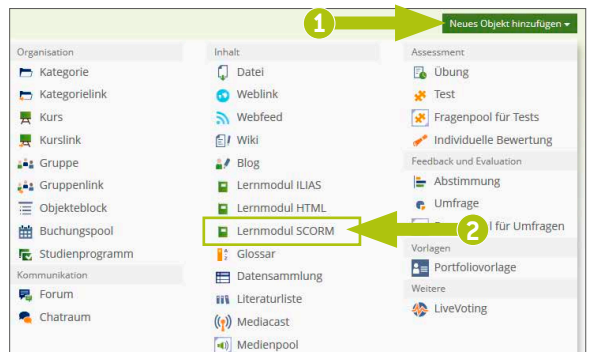 1
Neues Objekt hinzufügen
Organisation
Kategorie
Kategorielink
Kurs
Kurslink
Gruppe
Gruppenlink
Objekteblock
Buchungspool
Studienprogramm
Kommunikation
Forum
Chatraum
Inhalt
Datei
Weblink
Webfeed
Wiki
Blog
Lernmodul ILIAS
Lernmodul HTML
Lernmodul SCORM
Glossar
Datensammlung
Literaturliste
Mediacast
Medienpool
Assessment
Übung
Test
Fragenpool für Tests
Individuelle Bewertung
Feedback und Evaluation
Abstimmung
Umfrage
2
für Umfragen
Vorlagen
Portfoliovorlage
Weitere
LiveVoting